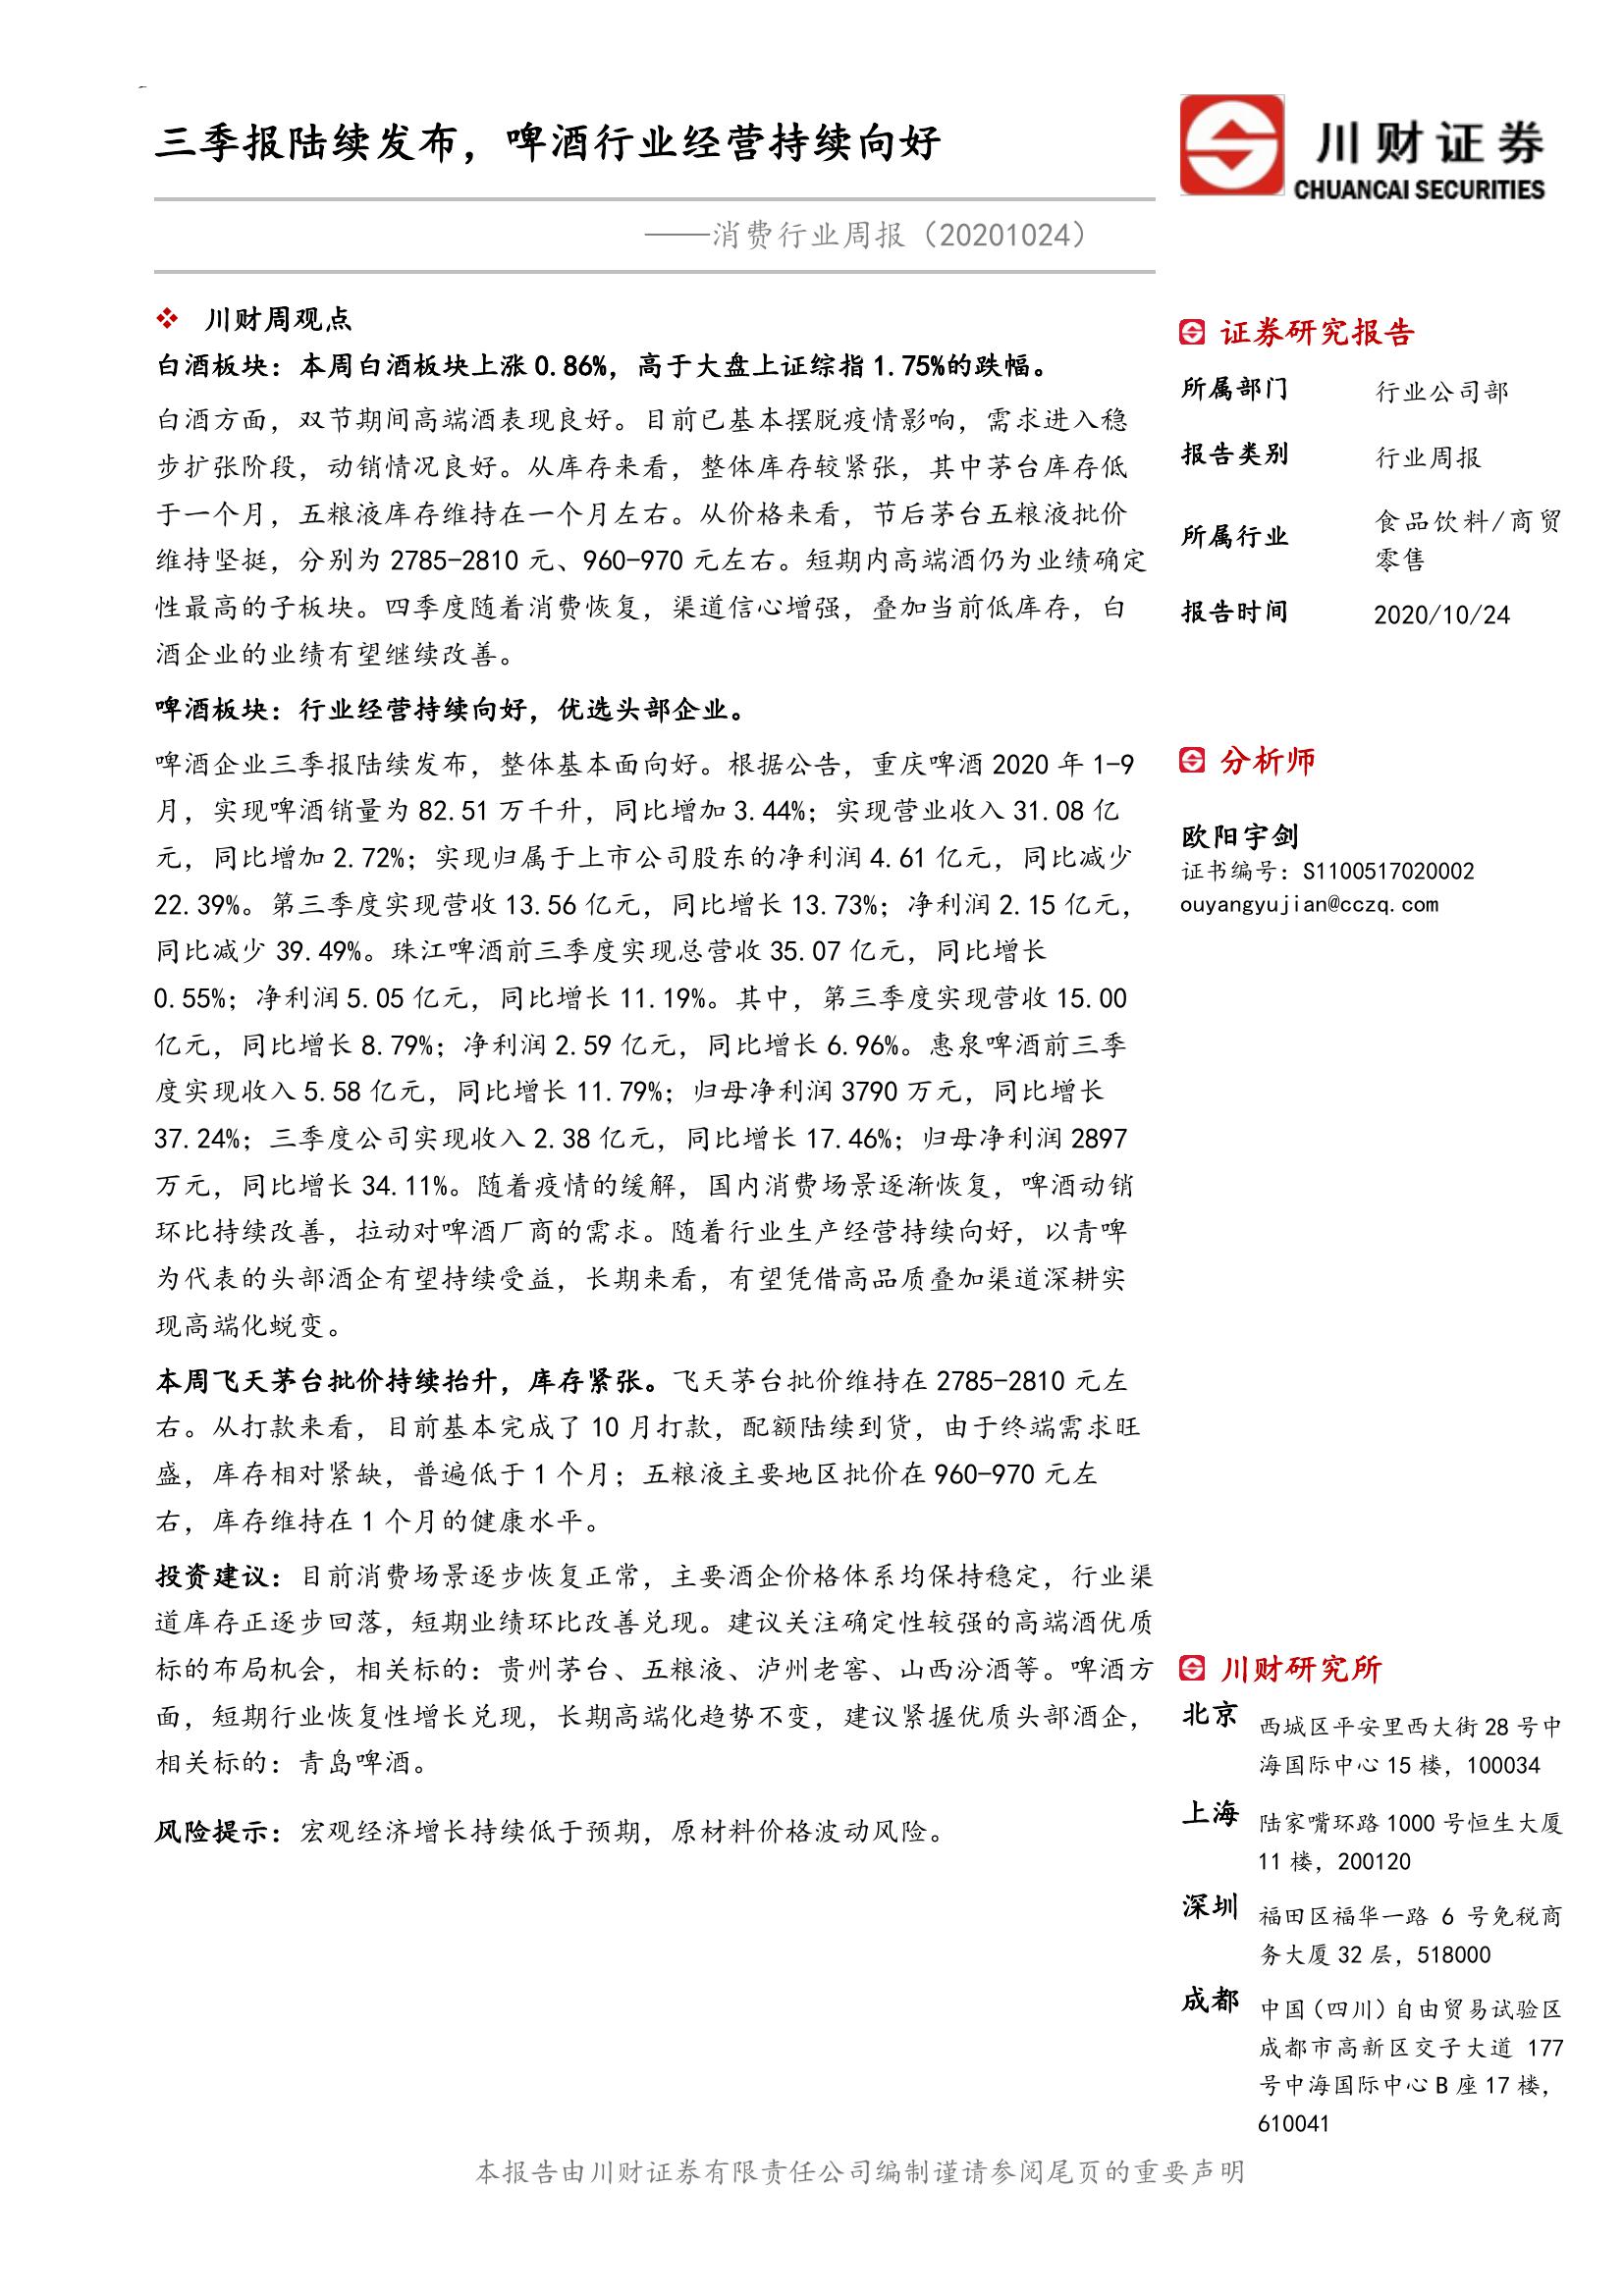 三季报陆续发布，啤酒行业经营持续向好
——消费行业周报（20201024）
川财证券
CHUANCAI SECURITIES
❖ 川财周观点
白酒板块：本周白酒板块上涨 0.86%，高于大盘上证综指 1.75%的跌幅。
白酒方面，双节期间高端酒表现良好。目前已基本摆脱疫情影响，需求进入稳
步扩张阶段，动销情况良好。从库存来看，整体库存较紧张，其中茅台库存低
于一个月，五粮液库存维持在一个月左右。从价格来看，节后茅台五粮液批价
维持坚挺，分别为 2785-2810 元、960-970 元左右。短期内高端酒仍为业绩确定
性最高的子板块。四季度随着消费恢复，渠道信心增强，叠加当前低库存，白
酒企业的业绩有望继续改善。
啤酒板块：行业经营持续向好，优选头部企业。
啤酒企业三季报陆续发布，整体基本面向好。根据公告，重庆啤酒 2020 年 1-9
月，实现啤酒销量为 82.51 万千升，同比增加 3.44%；实现营业收入 31.08 亿
元，同比增加 2.72%；实现归属于上市公司股东的净利润 4.61 亿元，同比减少
22.39%。第三季度实现营收 13.56 亿元，同比增长 13.73%；净利润 2.15 亿元，
同比减少 39.49%。珠江啤酒前三季度实现总营收 35.07 亿元，同比增长
0.55%；净利润 5.05 亿元，同比增长 11.19%。其中，第三季度实现营收 15.00
亿元，同比增长 8.79%；净利润 2.59 亿元，同比增长 6.96%。惠泉啤酒前三季
度实现收入 5.58 亿元，同比增长 11.79%；归母净利润 3790 万元，同比增长
37.24%；三季度公司实现收入 2.38 亿元，同比增长 17.46%；归母净利润 2897
万元，同比增长 34.11%。随着疫情的缓解，国内消费场景逐渐恢复，啤酒动销
环比持续改善，拉动对啤酒厂商的需求。随着行业生产经营持续向好，以青啤
为代表的头部酒企有望持续受益，长期来看，有望凭借高品质叠加渠道深耕实
现高端化蜕变。
本周飞天茅台批价持续抬升，库存紧张。飞天茅台批价维持在 2785-2810 元左
右。从打款来看，目前基本完成了 10 月打款，配额陆续到货，由于终端需求旺
盛，库存相对紧缺，普遍低于 1 个月；五粮液主要地区批价在 960-970 元左
右，库存维持在 1 个月的健康水平。
投资建议：目前消费场景逐步恢复正常，主要酒企价格体系均保持稳定，行业渠
道库存正逐步回落，短期业绩环比改善兑现。建议关注确定性较强的高端酒优质
标的布局机会，相关标的：贵州茅台、五粮液、泸州老窖、山西汾酒等。啤酒方
面，短期行业恢复性增长兑现，长期高端化趋势不变，建议紧握优质头部酒企，
相关标的：青岛啤酒。
风险提示：宏观经济增长持续低于预期，原材料价格波动风险。
证券研究报告
所属部门 行业公司部
报告类别 行业周报
所属行业 食品饮料/商贸
零售
报告时间 2020/10/24
分析师
欧阳宇剑
证书编号：S1100517020002
ouyangyujian@cczq.com
川财研究所
北京 西城区平安里西大街 28 号中
海国际中心 15 楼，100034
上海 陆家嘴环路 1000 号恒生大厦
11 楼，200120
深圳 福田区福华一路 6 号免税商
务大厦 32 层，518000
成都 中国（四川）自由贸易试验区
成都市高新区交子大道 177
号中海国际中心 B 座 17 楼，
610041
本报告由川财证券有限责任公司编制谨请参阅尾页的重要声明